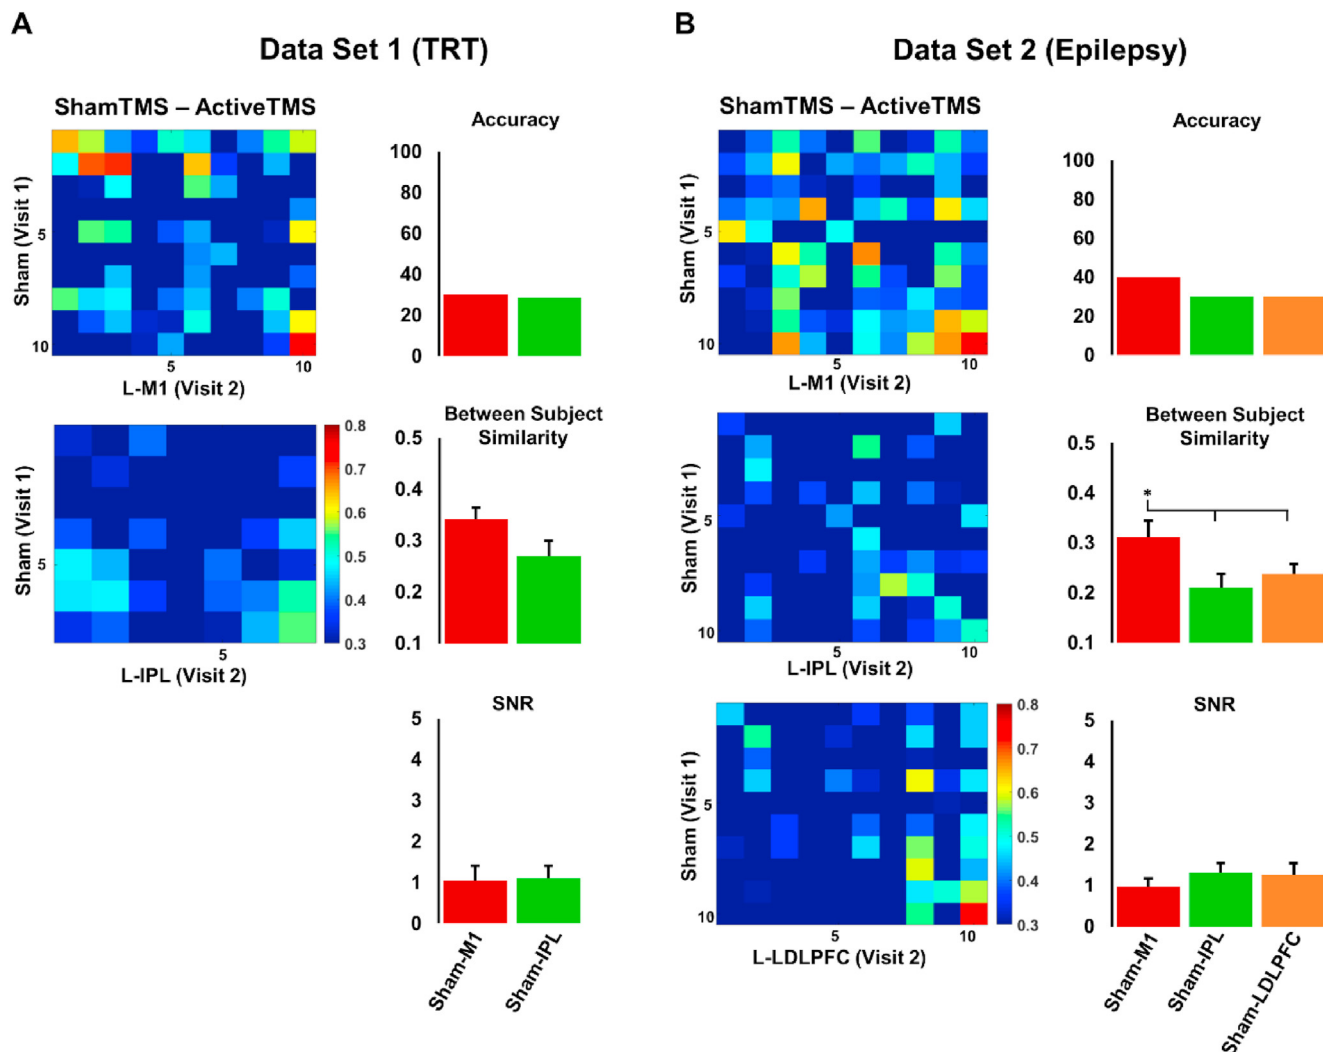 A
Data Set 1 (TRT)
ShamTMS – ActiveTMS
Sham (Visit 1)
5
10
5
10
L-M1 (Visit 2)
Accuracy
100
80
60
40
20
0
Sham (Visit 1)
5
5
L-IPL (Visit 2)
0.8
0.7
0.6
0.5
0.4
0.3
Between Subject
Similarity
0.5
0.4
0.3
0.2
0.1
SNR
5
4
3
2
1
0
Sham-M1
Sham-IPL
B
Data Set 2 (Epilepsy)
ShamTMS – ActiveTMS
Sham (Visit 1)
5
10
5
10
L-M1 (Visit 2)
Accuracy
100
80
60
40
20
0
Sham (Visit 1)
5
10
5
10
L-IPL (Visit 2)
Between Subject
Similarity
0.5
0.4
0.3
0.2
0.1
*
Sham (Visit 1)
5
10
5
10
L-LDLPFC (Visit 2)
0.8
0.7
0.6
0.5
0.4
0.3
SNR
5
4
3
2
1
0
Sham-M1
Sham-IPL
Sham-LDLPFC